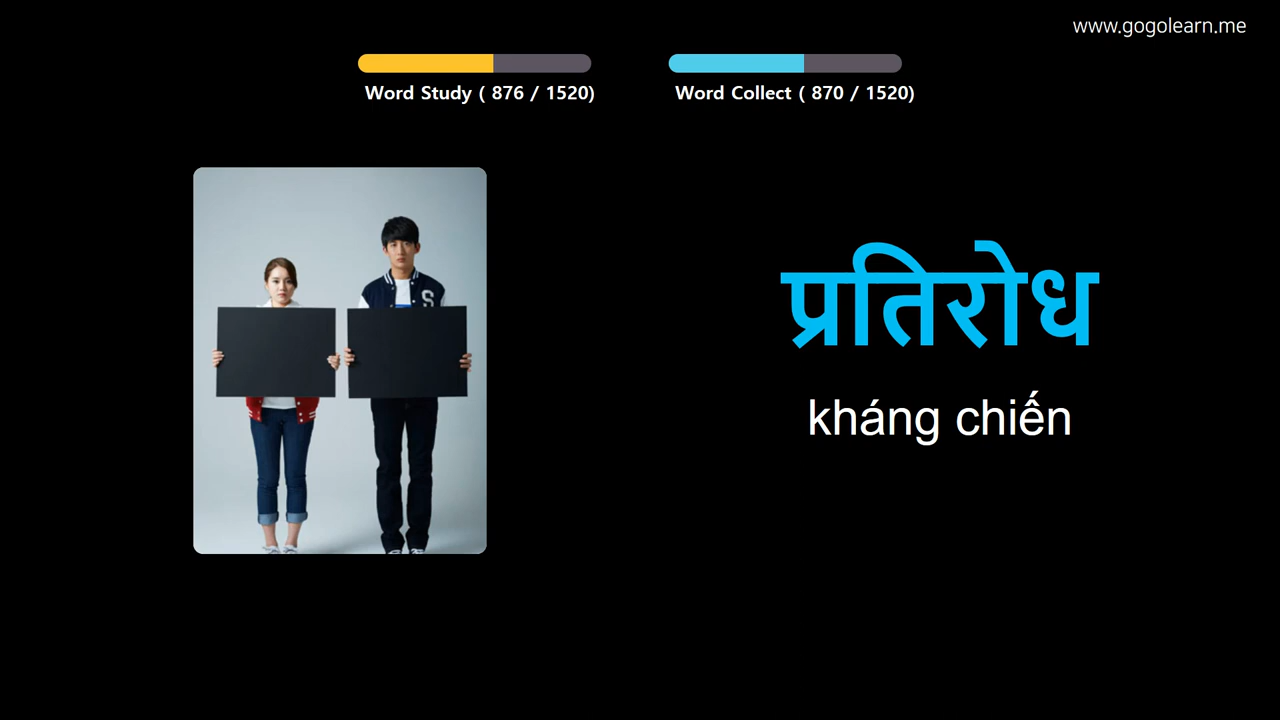 www.gogolearn.me
Word Study ( 876 / 1520)
Word Collect ( 870 / 1520)
S
प्रतिरोध
kháng chiến